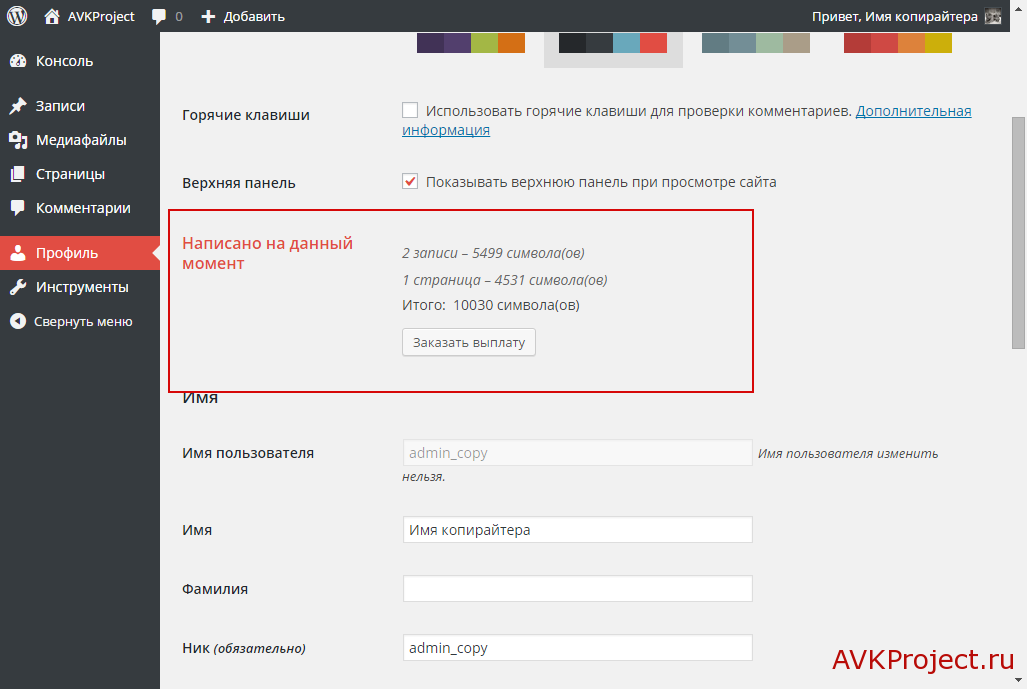 AVKProject 0 Добавить Привет, Имя копирайтера
Консоль
Записи
Медиафайлы
Страницы
Комментарии
Профиль
Инструменты
Свернуть меню
Горячие клавиши Использовать горячие клавиши для проверки комментариев. Дополнительная
информация
Верхняя панель Показывать верхнюю панель при просмотре сайта
Написано на данный
момент
2 записи – 5499 символа(ов)
1 страница – 4531 символа(ов)
Итого: 10030 символа(ов)
Заказать выплату
Имя
Имя пользователя admin_copy Имя пользователя изменить
нельзя.
Имя Имя копирайтера
Фамилия
Ник (обязательно) admin_copy
AVKProject.ru